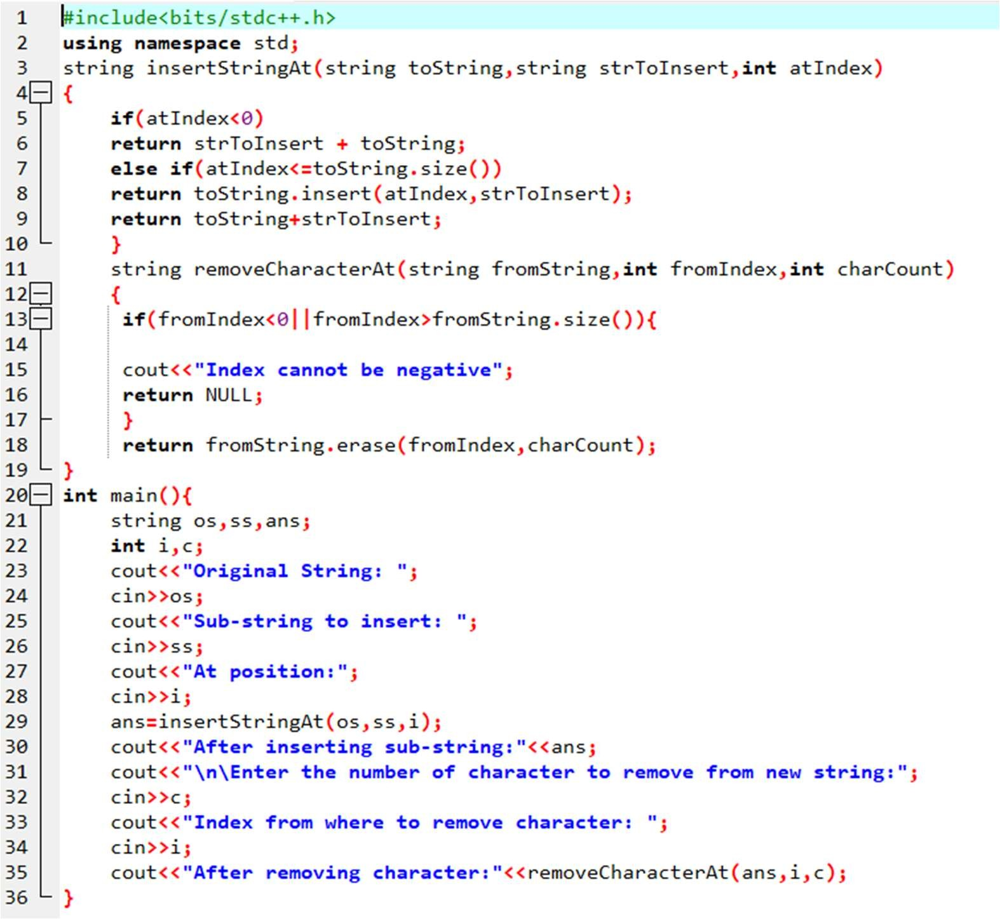 1 #include<bits/stdc++.h>
2 using namespace std;
3 string insertStringAt(string toString,string strToInsert,int atIndex)
4 {
5 if(atIndex<0)
6 return strToInsert + toString;
7 else if(atIndex<=toString.size())
8 return toString.insert(atIndex,strToInsert);
9 return toString+strToInsert;
10 }
11 string removeCharacterAt(string fromString,int fromIndex,int charCount)
12 {
13 if(fromIndex<0||fromIndex>fromString.size()){
14
15 cout<<"Index cannot be negative";
16 return NULL;
17 }
18 return fromString.erase(fromIndex,charCount);
19 }
20 int main(){
21 string os,ss,ans;
22 int i,c;
23 cout<<"Original String: ";
24 cin>>os;
25 cout<<"Sub-string to insert: ";
26 cin>>ss;
27 cout<<"At position:";
28 cin>>i;
29 ans=insertStringAt(os,ss,i);
30 cout<<"After inserting sub-string:"<<ans;
31 cout<<"\n\Enter the number of character to remove from new string:";
32 cin>>c;
33 cout<<"Index from where to remove character: ";
34 cin>>i;
35 cout<<"After removing character:"<<removeCharacterAt(ans,i,c);
36 }